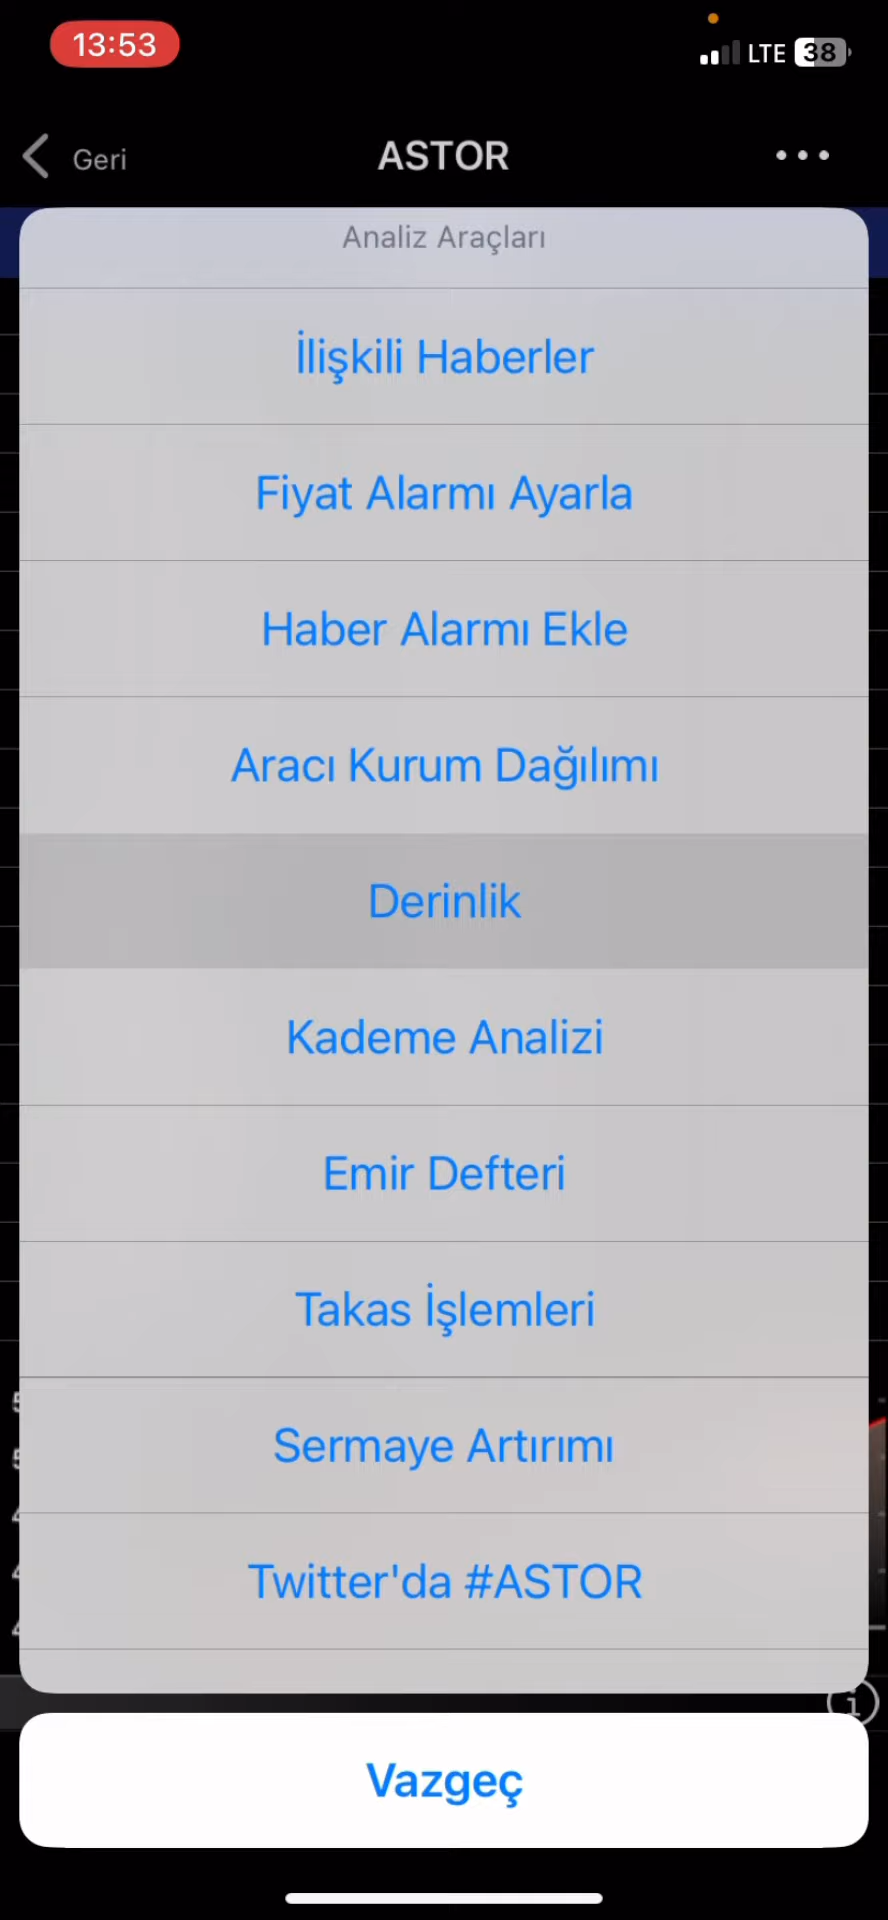 13:53
LTE 38
Geri
ASTOR
Analiz Araçları
İlişkili Haberler
Fiyat Alarmı Ayarla
Haber Alarmı Ekle
Aracı Kurum Dağılımı
Derinlik
Kademe Analizi
Emir Defteri
Takas İşlemleri
Sermaye Artırımı
Twitter'da #ASTOR
Vazgeç